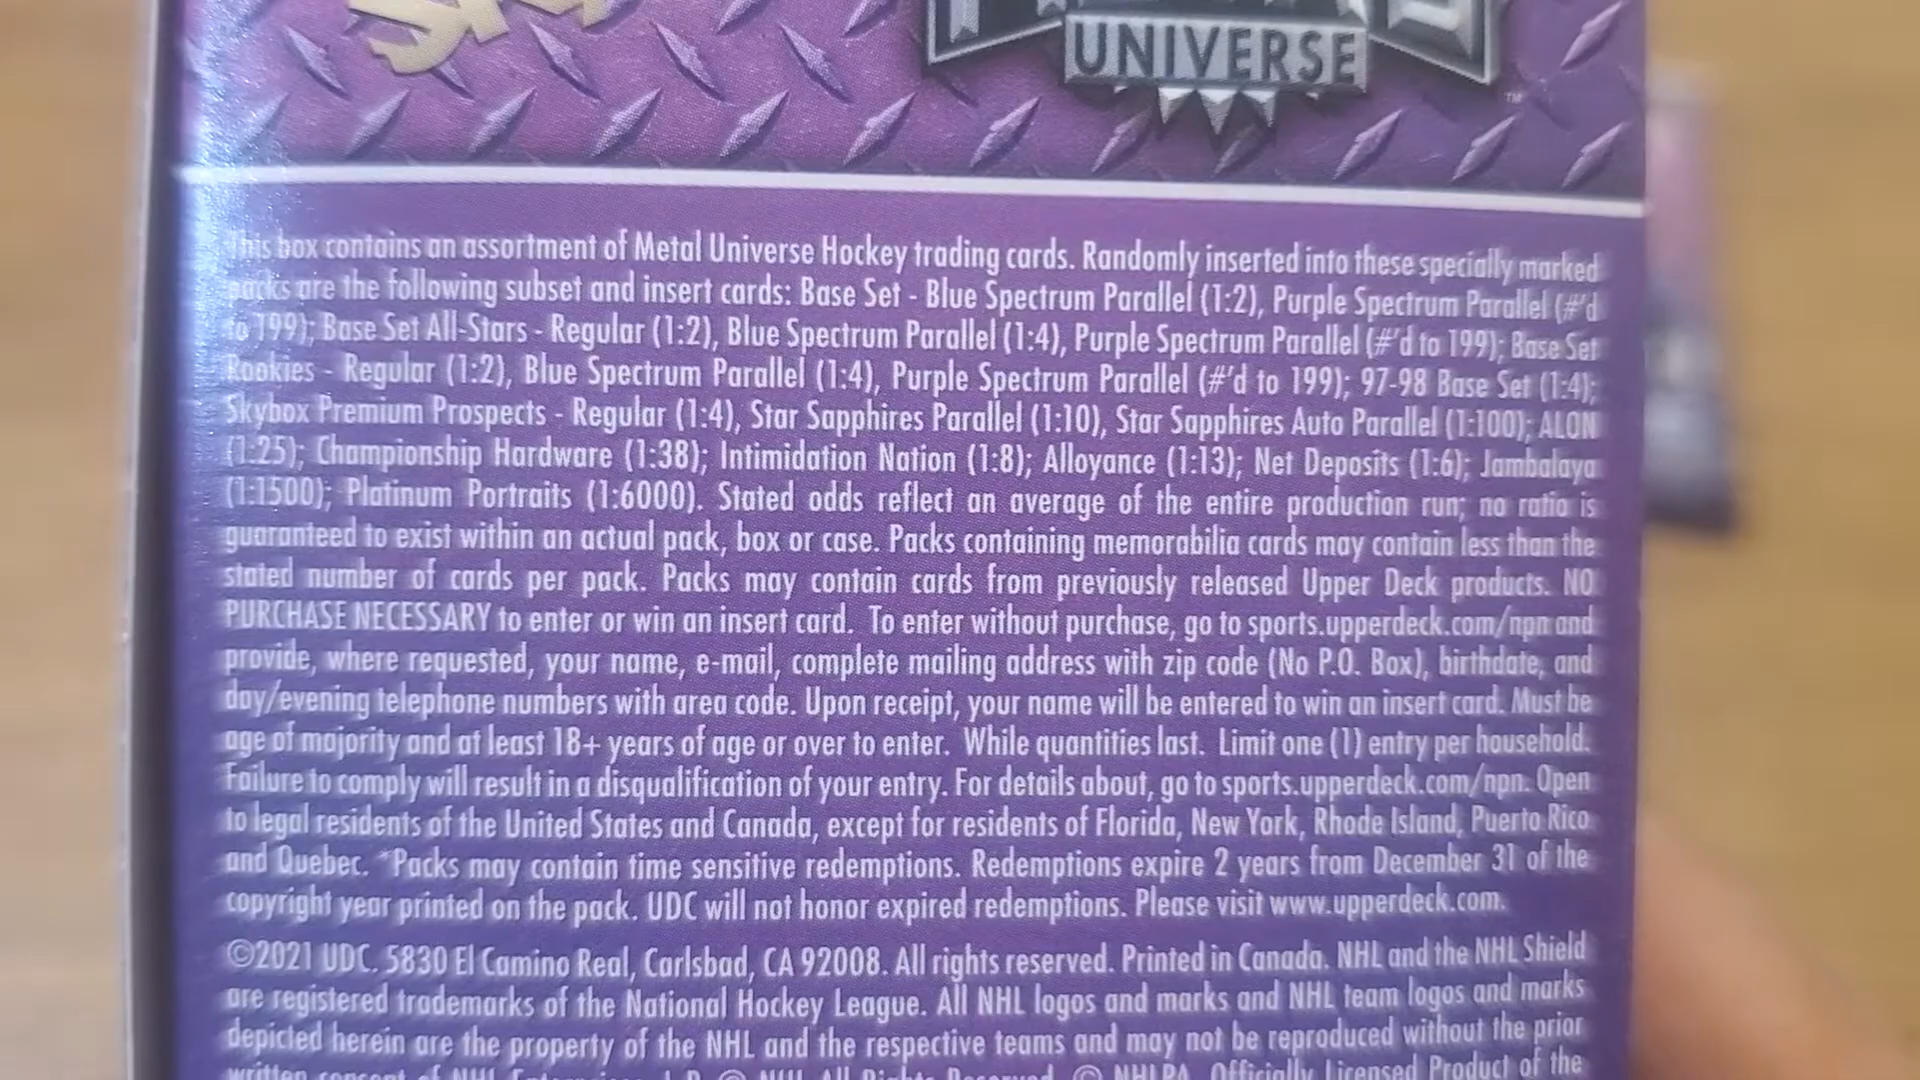 UNIVERSE
TM
This box contains an assortment of Metal Universe Hockey trading cards. Randomly inserted into these specially marked
packs are the following subset and insert cards: Base Set - Blue Spectrum Parallel (1:2), Purple Spectrum Parallel (#'d
to 199); Base Set All-Stars - Regular (1:2), Blue Spectrum Parallel (1:4), Purple Spectrum Parallel (#'d to 199); Base Set
Rookies - Regular (1:2), Blue Spectrum Parallel (1:4), Purple Spectrum Parallel (#'d to 199); 97-98 Base Set (1:4);
Skybox Premium Prospects - Regular (1:4), Star Sapphires Parallel (1:10), Star Sapphires Auto Parallel (1:100); ALON
(1:25); Championship Hardware (1:38); Intimidation Nation (1:8); Alloyance (1:13); Net Deposits (1:6); Jambalaya
(1:1500); Platinum Portraits (1:6000). Stated odds reflect an average of the entire production run; no ratio is
guaranteed to exist within an actual pack, box or case. Packs containing memorabilia cards may contain less than the
stated number of cards per pack. Packs may contain cards from previously released Upper Deck products. NO
PURCHASE NECESSARY to enter or win an insert card. To enter without purchase, go to sports.upperdeck.com/npn and
provide, where requested, your name, e-mail, complete mailing address with zip code (No P.O. Box), birthdate, and
day/evening telephone numbers with area code. Upon receipt, your name will be entered to win an insert card. Must be
age of majority and at least 18+ years of age or over to enter. While quantities last. Limit one (1) entry per household.
Failure to comply will result in a disqualification of your entry. For details about, go to sports.upperdeck.com/npn. Open
to legal residents of the United States and Canada, except for residents of Florida, New York, Rhode Island, Puerto Rico
and Quebec. *Packs may contain time sensitive redemptions. Redemptions expire 2 years from December 31 of the
copyright year printed on the pack. UDC will not honor expired redemptions. Please visit www.upperdeck.com.
©2021 UDC. 5830 El Camino Real, Carlsbad, CA 92008. All rights reserved. Printed in Canada. NHL and the NHL Shield
are registered trademarks of the National Hockey League. All NHL logos and marks and NHL team logos and marks
depicted herein are the property of the NHL and the respective teams and may not be reproduced without the prior
written consent of NHL Enterprises, L.P. © NHL. All Rights Reserved. © NHLPA. Officially Licensed Product of the